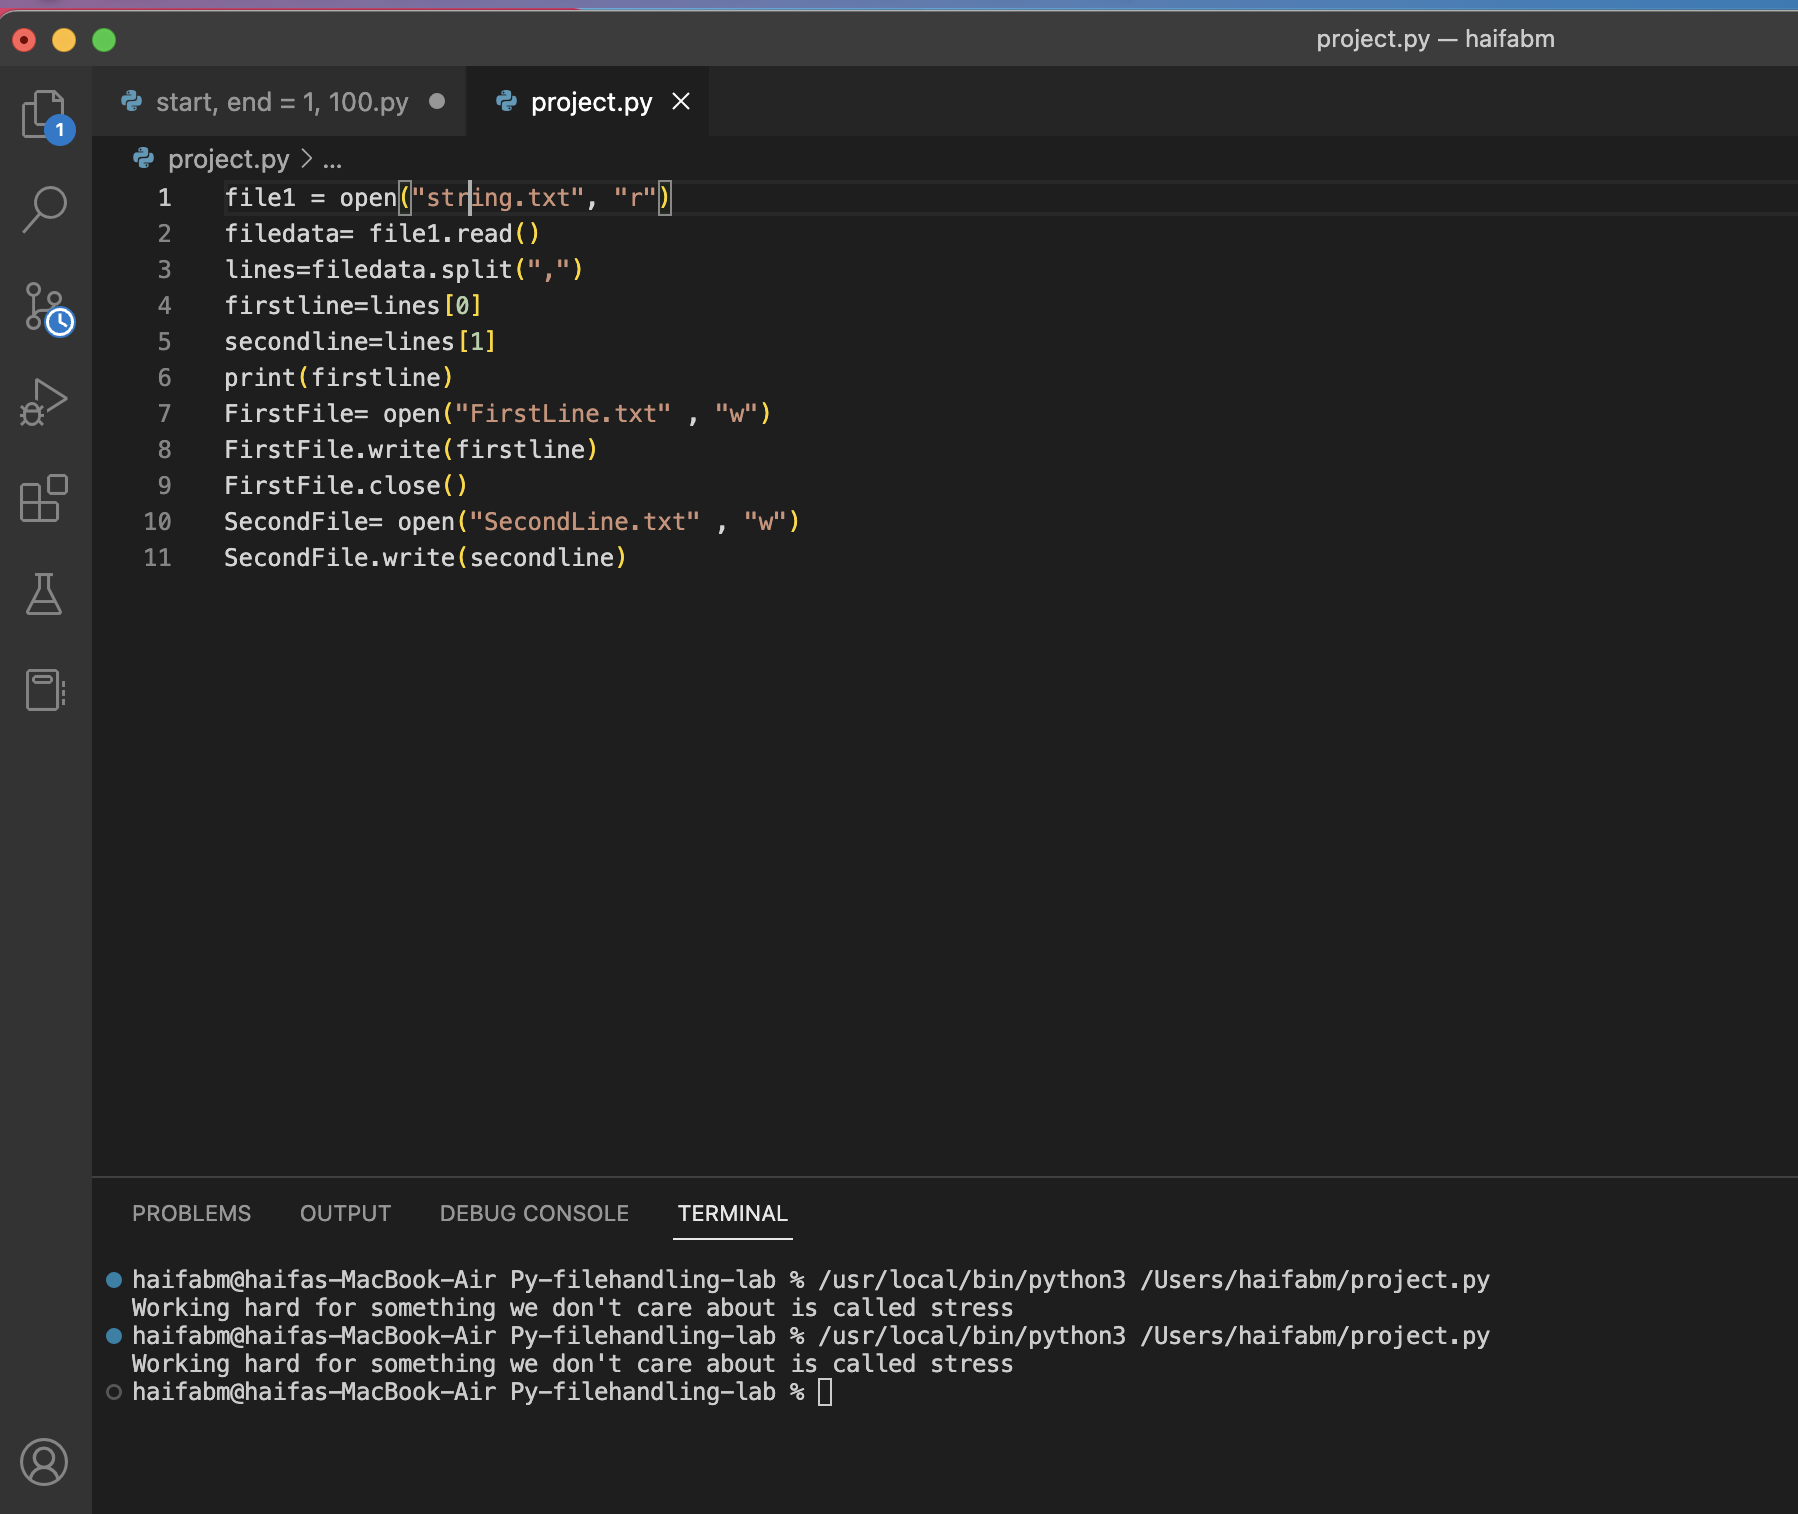 project.py — haifabm
start, end = 1, 100.py
project.py
1
project.py > ...
1 file1 = open("string.txt", "r")
2 filedata= file1.read()
3 lines=filedata.split(",")
4 firstline=lines[0]
5 secondline=lines[1]
6 print(firstline)
7 FirstFile= open("FirstLine.txt" , "w")
8 FirstFile.write(firstline)
9 FirstFile.close()
10 SecondFile= open("SecondLine.txt" , "w")
11 SecondFile.write(secondline)
PROBLEMS OUTPUT DEBUG CONSOLE TERMINAL
haifabm@haifas-MacBook-Air Py-filehandling-lab % /usr/local/bin/python3 /Users/haifabm/project.py
Working hard for something we don't care about is called stress
haifabm@haifas-MacBook-Air Py-filehandling-lab % /usr/local/bin/python3 /Users/haifabm/project.py
Working hard for something we don't care about is called stress
haifabm@haifas-MacBook-Air Py-filehandling-lab %